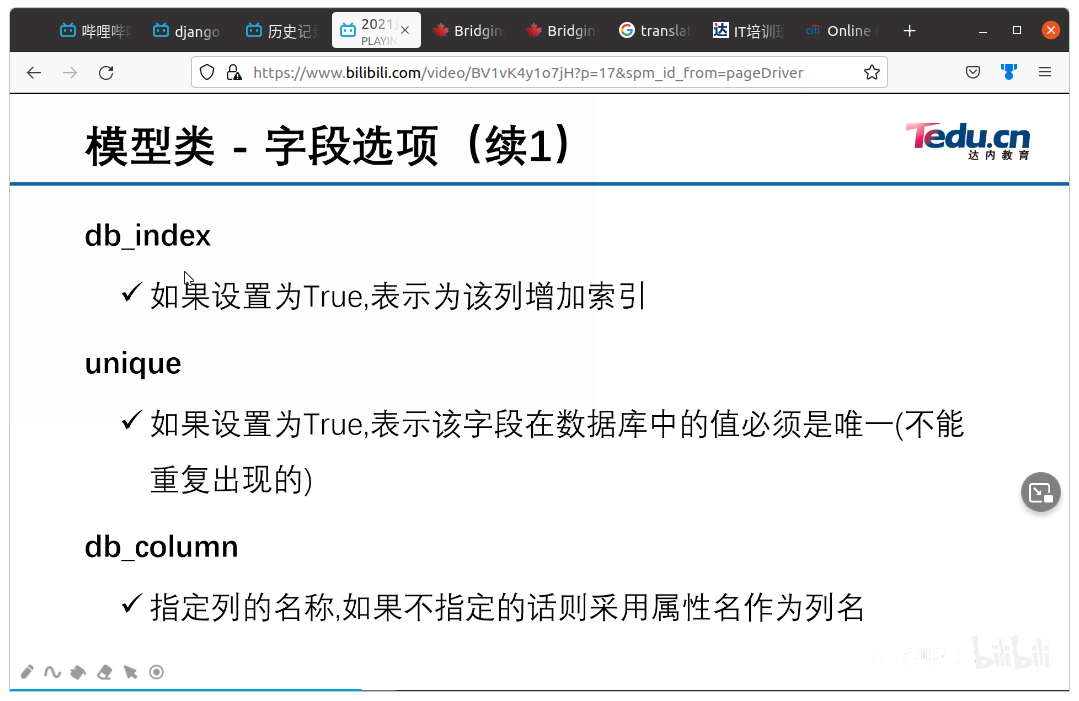 哔哩哔
django
历史记录
2021
PLAYIN
Bridgin
Bridgin
translat
IT培训
Online
https://www.bilibili.com/video/BV1vK4y1o7jH?p=17&spm_id_from=pageDriver
模型类 - 字段选项（续1）
Tedu.cn
达内教育
db_index
✓ 如果设置为True,表示为该列增加索引
unique
✓ 如果设置为True,表示该字段在数据库中的值必须是唯一(不能
重复出现的)
db_column
✓ 指定列的名称,如果不指定的话则采用属性名作为列名
bilibili